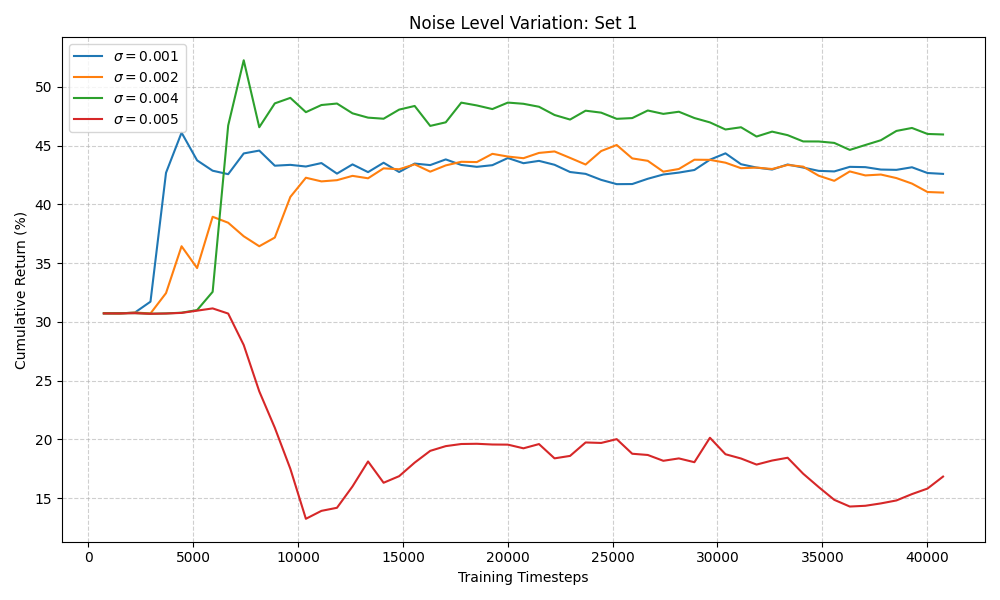 Noise Level Variation: Set 1
σ = 0.001
σ = 0.002
σ = 0.004
σ = 0.005
Cumulative Return (%)
50
45
40
35
30
25
20
15
0 5000 10000 15000 20000 25000 30000 35000 40000
Training Timesteps